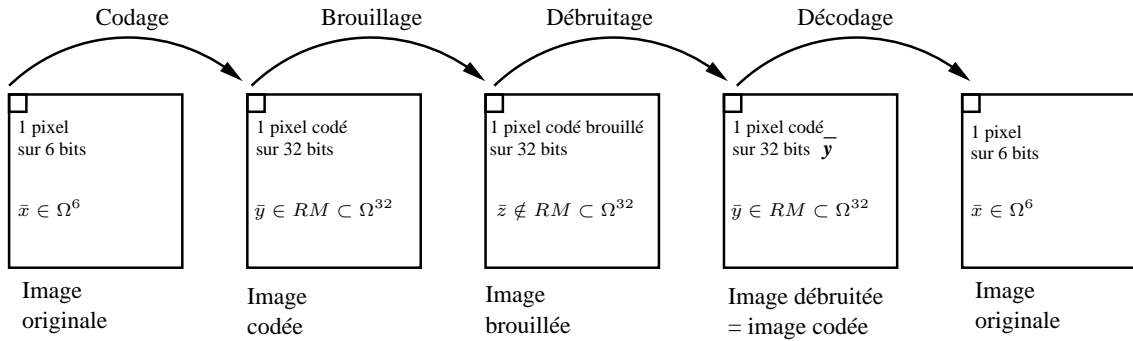 Codage
Brouillage
Débruitage
Décodage
1 pixel
sur 6 bits
x̄ ∈ Ω⁶
Image
originale
1 pixel codé
sur 32 bits
ȳ ∈ RM ⊂ Ω³²
Image
codée
1 pixel codé brouillé
sur 32 bits
z̄ ∉ RM ⊂ Ω³²
Image
brouillée
1 pixel codé
sur 32 bits ȳ
ȳ ∈ RM ⊂ Ω³²
Image débruitée
= image codée
1 pixel
sur 6 bits
x̄ ∈ Ω⁶
Image
originale